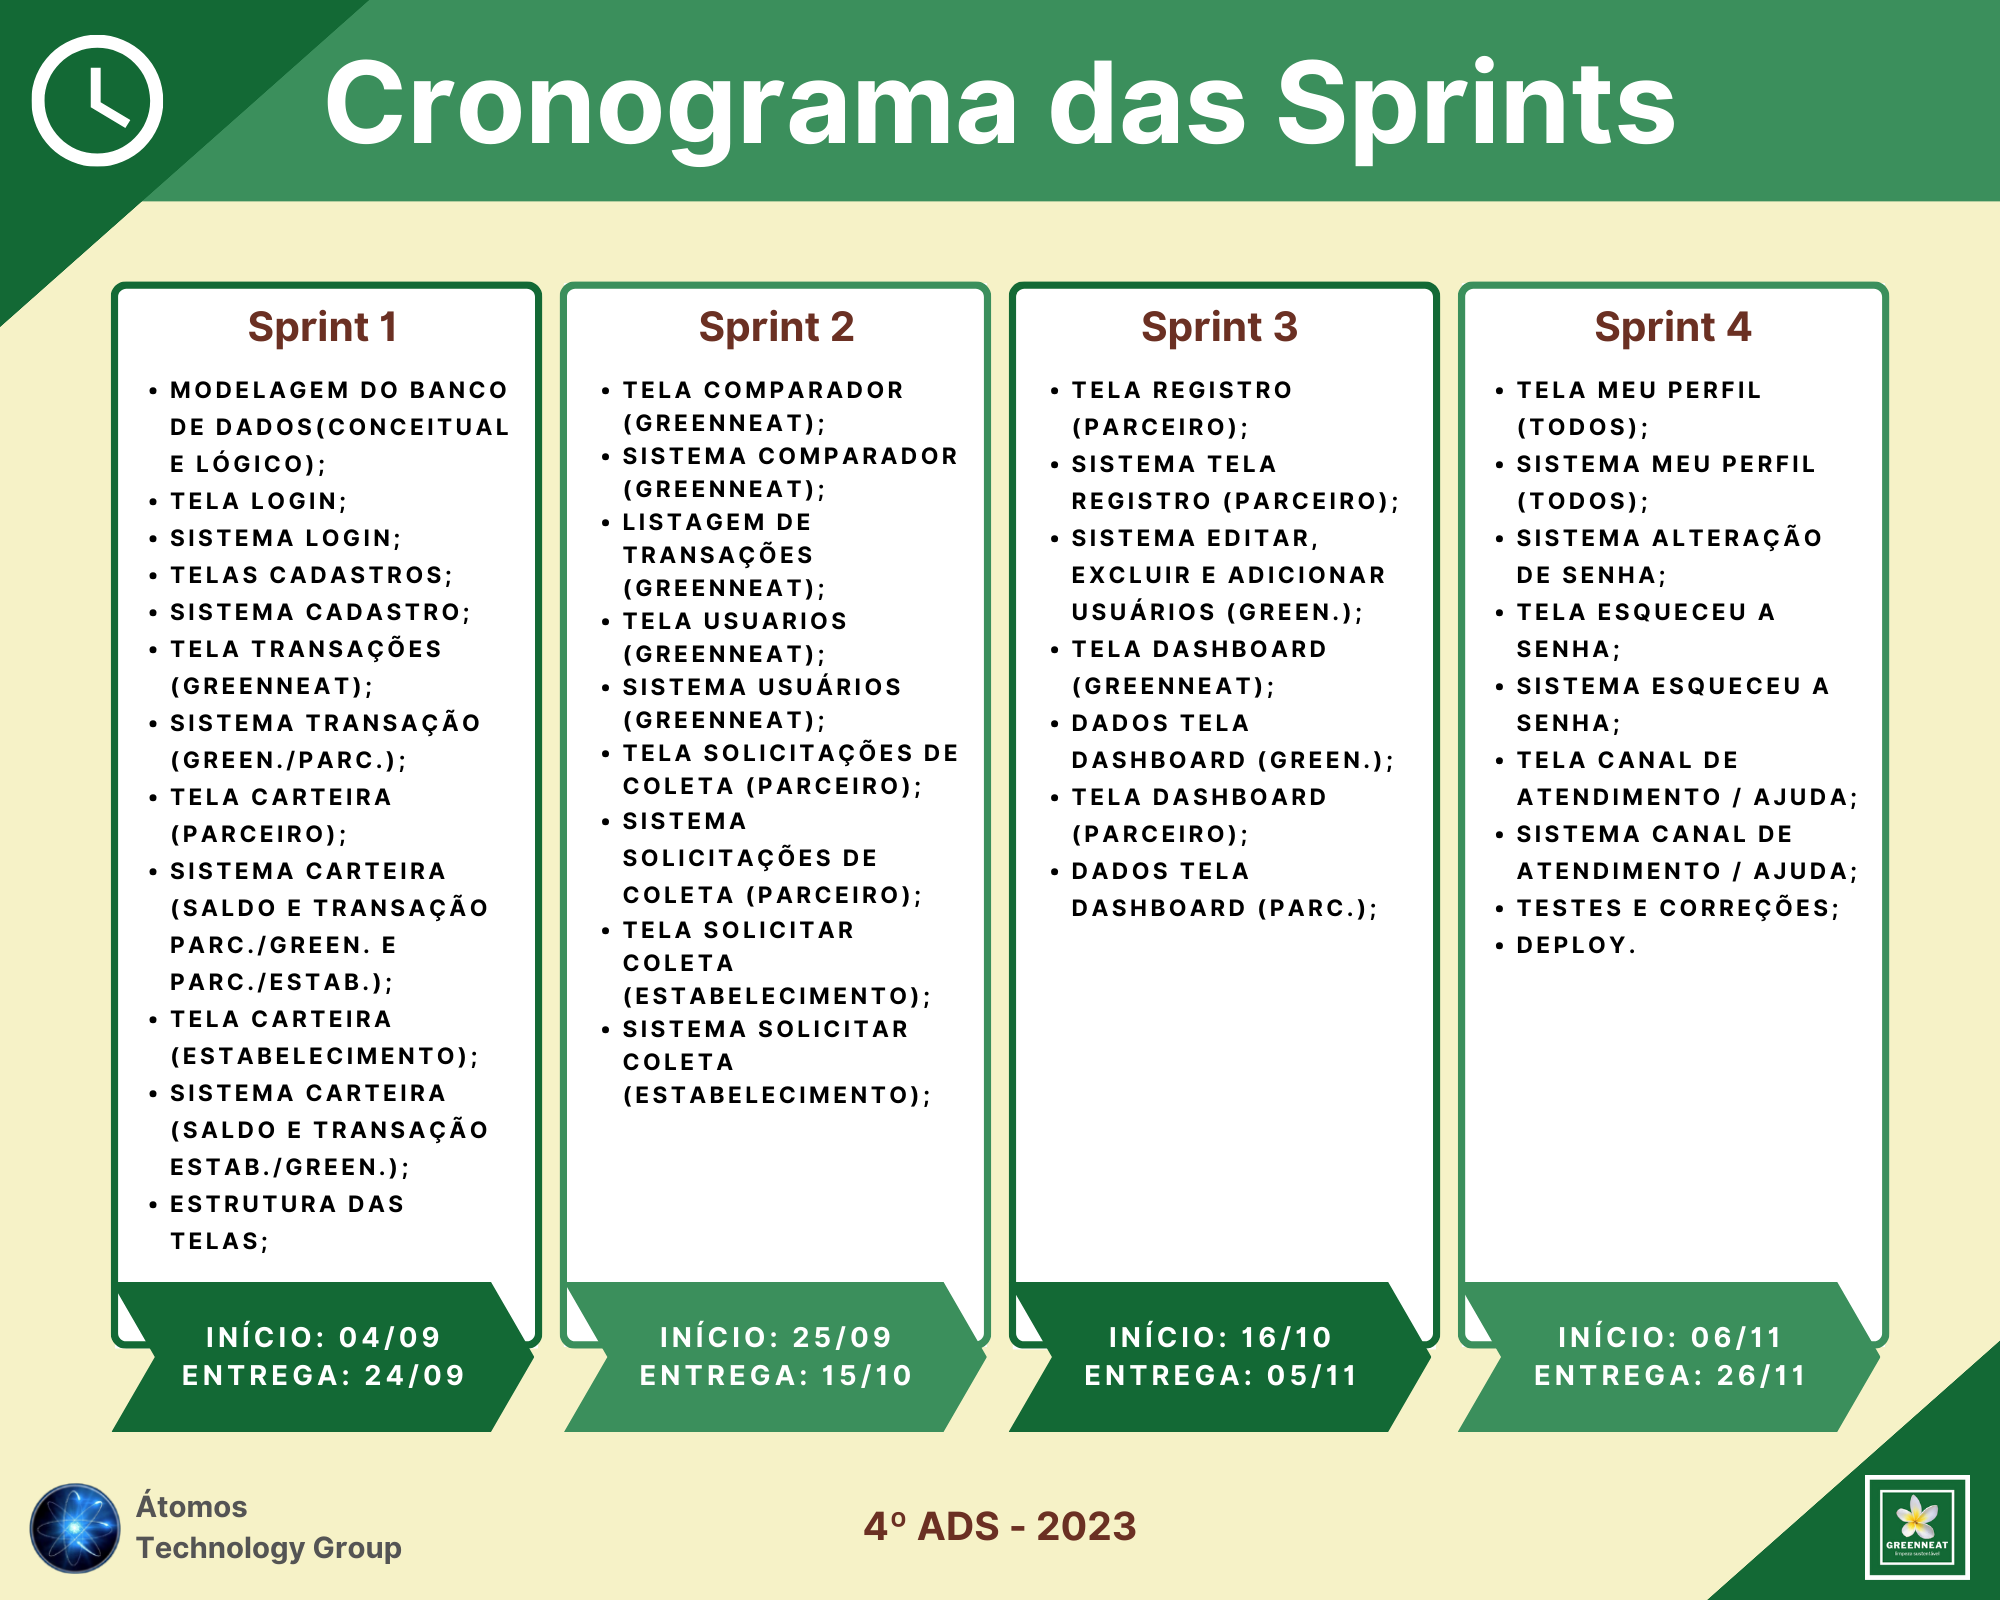 Cronograma das Sprints
Sprint 1
• MODELAGEM DO BANCO
DE DADOS(CONCEITUAL
E LÓGICO);
• TELA LOGIN;
• SISTEMA LOGIN;
• TELAS CADASTROS;
• SISTEMA CADASTRO;
• TELA TRANSAÇÕES
(GREENNEAT);
• SISTEMA TRANSAÇÃO
(GREEN./PARC.);
• TELA CARTEIRA
(PARCEIRO);
• SISTEMA CARTEIRA
(SALDO E TRANSAÇÃO
PARC./GREEN. E
PARC./ESTAB.);
• TELA CARTEIRA
(ESTABELECIMENTO);
• SISTEMA CARTEIRA
(SALDO E TRANSAÇÃO
ESTAB./GREEN.);
• ESTRUTURA DAS
TELAS;
INÍCIO: 04/09
ENTREGA: 24/09
Sprint 2
• TELA COMPARADOR
(GREENNEAT);
• SISTEMA COMPARADOR
(GREENNEAT);
• LISTAGEM DE
TRANSAÇÕES
(GREENNEAT);
• TELA USUARIOS
(GREENNEAT);
• SISTEMA USUÁRIOS
(GREENNEAT);
• TELA SOLICITAÇÕES DE
COLETA (PARCEIRO);
• SISTEMA
SOLICITAÇÕES DE
COLETA (PARCEIRO);
• TELA SOLICITAR
COLETA
(ESTABELECIMENTO);
• SISTEMA SOLICITAR
COLETA
(ESTABELECIMENTO);
INÍCIO: 25/09
ENTREGA: 15/10
Sprint 3
• TELA REGISTRO
(PARCEIRO);
• SISTEMA TELA
REGISTRO (PARCEIRO);
• SISTEMA EDITAR,
EXCLUIR E ADICIONAR
USUÁRIOS (GREEN.);
• TELA DASHBOARD
(GREENNEAT);
• DADOS TELA
DASHBOARD (GREEN.);
• TELA DASHBOARD
(PARCEIRO);
• DADOS TELA
DASHBOARD (PARC.);
INÍCIO: 16/10
ENTREGA: 05/11
Sprint 4
• TELA MEU PERFIL
(TODOS);
• SISTEMA MEU PERFIL
(TODOS);
• SISTEMA ALTERAÇÃO
DE SENHA;
• TELA ESQUECEU A
SENHA;
• SISTEMA ESQUECEU A
SENHA;
• TELA CANAL DE
ATENDIMENTO / AJUDA;
• SISTEMA CANAL DE
ATENDIMENTO / AJUDA;
• TESTES E CORREÇÕES;
• DEPLOY.
INÍCIO: 06/11
ENTREGA: 26/11
Átomos
Technology Group
4º ADS - 2023
GREENNEAT
limpeza sustentável